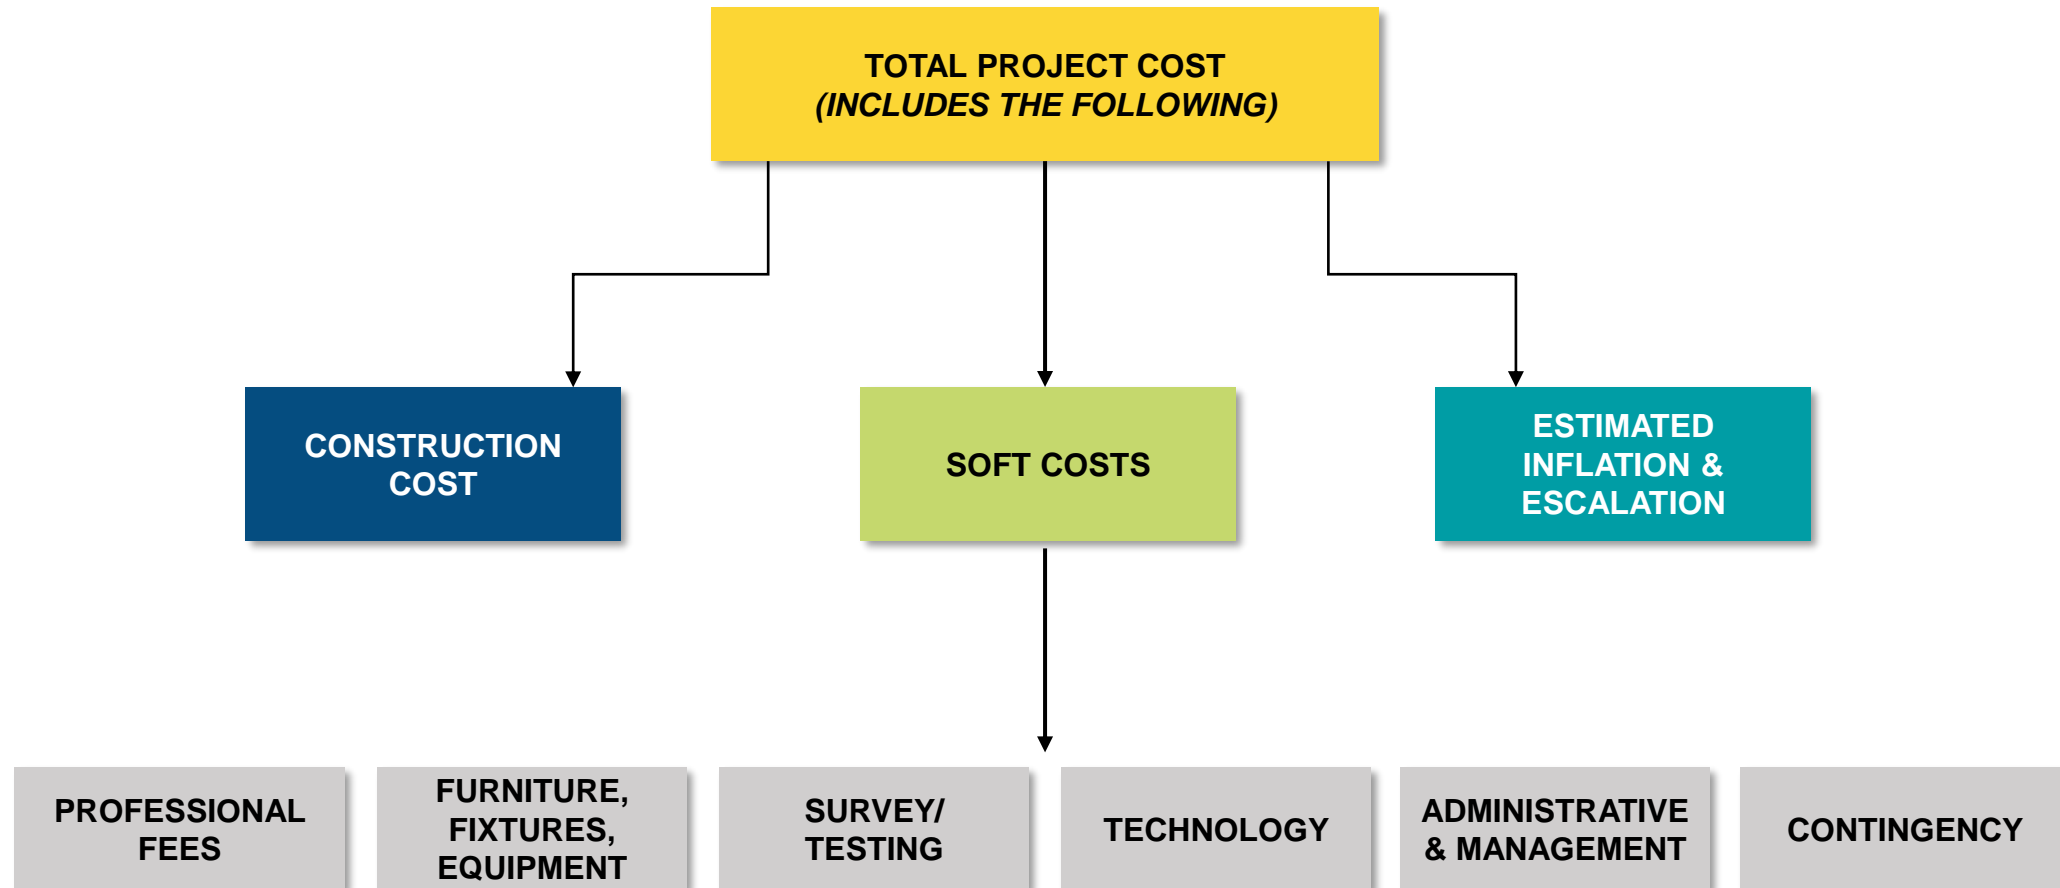 TOTAL PROJECT COST
(INCLUDES THE FOLLOWING)
CONSTRUCTION
COST
SOFT COSTS
ESTIMATED
INFLATION &
ESCALATION
PROFESSIONAL
FEES
FURNITURE,
FIXTURES,
EQUIPMENT
SURVEY/
TESTING
TECHNOLOGY
ADMINISTRATIVE
& MANAGEMENT
CONTINGENCY